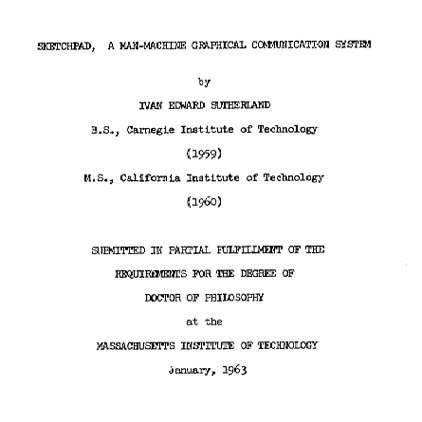 SKETCHPAD, A MAN-MACHINE GRAPHICAL COMMUNICATION SYSTEM
by
IVAN EDWARD SUTHERLAND
B.S., Carnegie Institute of Technology
(1959)
M.S., California Institute of Technology
(1960)
SUBMITTED IN PARTIAL FULFILLMENT OF THE
REQUIREMENTS FOR THE DEGREE OF
DOCTOR OF PHILOSOPHY
at the
MASSACHUSETTS INSTITUTE OF TECHNOLOGY
January, 1963